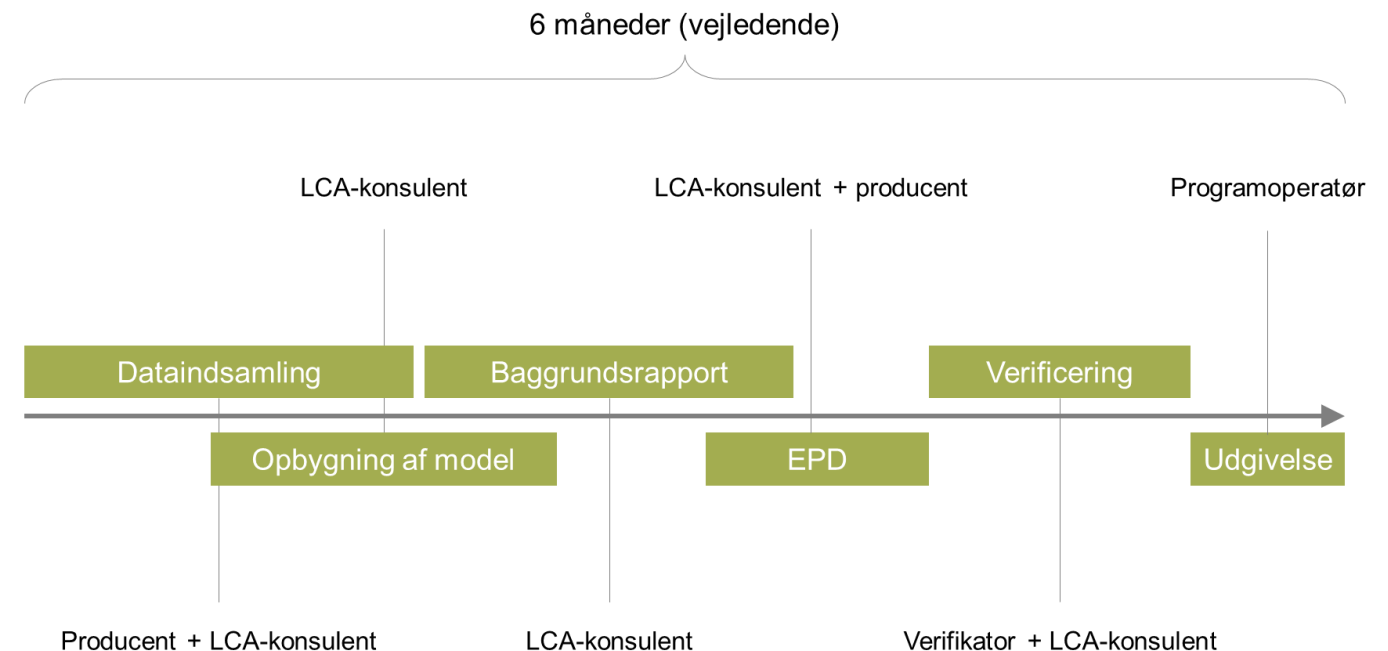 6 måneder (vejledende)
LCA-konsulent
LCA-konsulent + producent
Programoperatør
Dataindsamling
Baggrundsrapport
Verificering
Opbygning af model
EPD
Udgivelse
Producent + LCA-konsulent
LCA-konsulent
Verifikator + LCA-konsulent